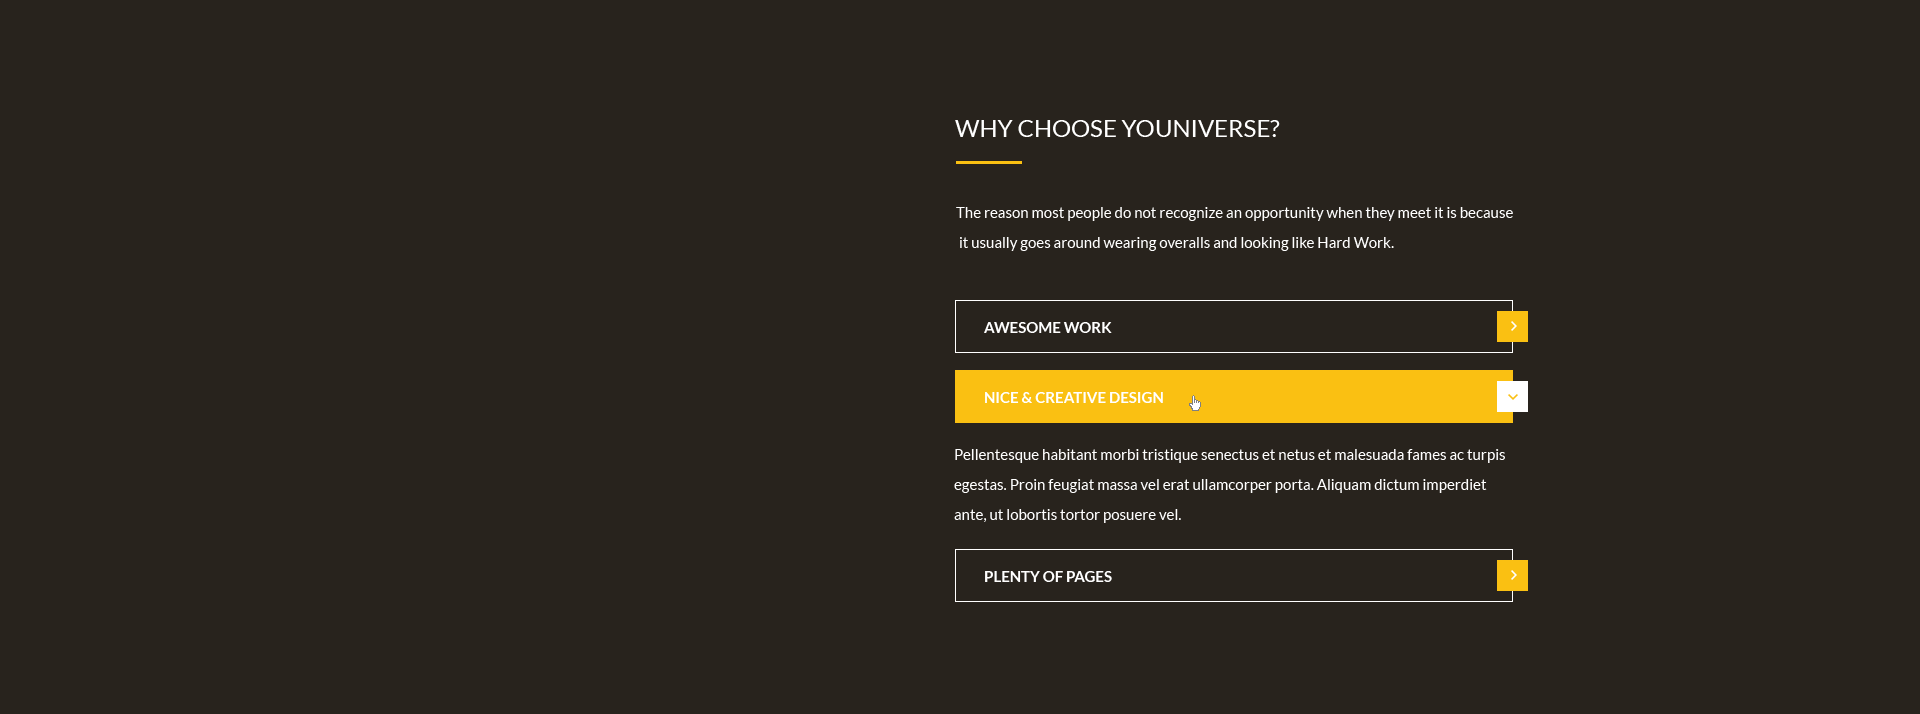 WHY CHOOSE YOUNIVERSE?
The reason most people do not recognize an opportunity when they meet it is because
it usually goes around wearing overalls and looking like Hard Work.
AWESOME WORK
NICE & CREATIVE DESIGN
Pellentesque habitant morbi tristique senectus et netus et malesuada fames ac turpis
egestas. Proin feugiat massa vel erat ullamcorper porta. Aliquam dictum imperdiet
ante, ut lobortis tortor posuere vel.
PLENTY OF PAGES